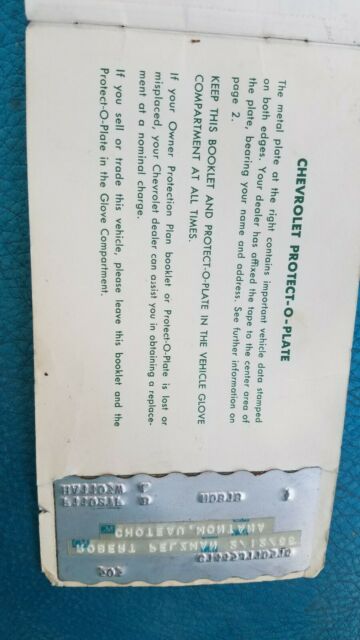 CHEVROLET PROTECT-O-PLATE
The metal plate at the right contains important vehicle data stamped
on both edges. Your dealer has affixed the tape to the center area of
the plate, bearing your name and address. See further information on
page 2.
KEEP THIS BOOKLET AND PROTECT-O-PLATE IN THE VEHICLE GLOVE
COMPARTMENT AT ALL TIMES.
If your Owner Protection Plan booklet or Protect-O-Plate is lost or
misplaced, your Chevrolet dealer can assist you in obtaining a replace-
ment at a nominal charge.
If you sell or trade this vehicle, please leave this booklet and the
Protect-O-Plate in the Glove Compartment.
ROBERT PELZMAN
CHOTEAU, MONTANA